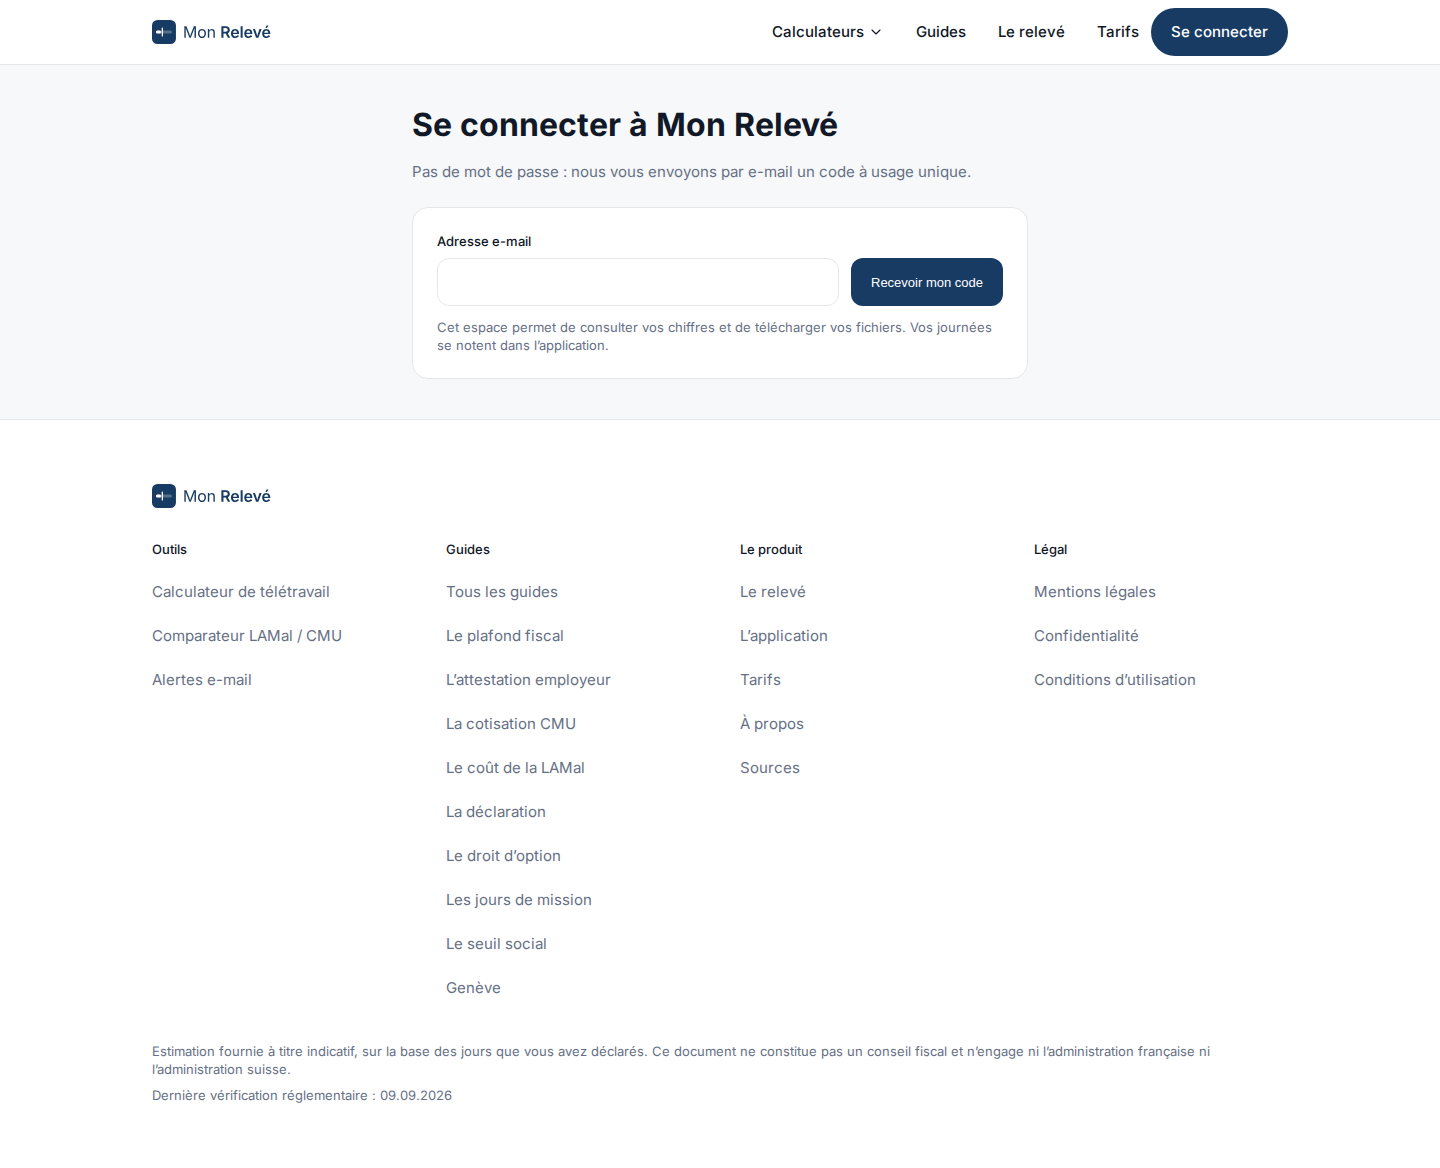 Mon Relevé
Calculateurs
Guides
Le relevé
Tarifs
Se connecter
Se connecter à Mon Relevé
Pas de mot de passe : nous vous envoyons par e-mail un code à usage unique.
Adresse e-mail
Recevoir mon code
Cet espace permet de consulter vos chiffres et de télécharger vos fichiers. Vos journées
se notent dans l’application.
Mon Relevé
Outils
Calculateur de télétravail
Comparateur LAMal / CMU
Alertes e-mail
Guides
Tous les guides
Le plafond fiscal
L’attestation employeur
La cotisation CMU
Le coût de la LAMal
La déclaration
Le droit d’option
Les jours de mission
Le seuil social
Genève
Le produit
Le relevé
L’application
Tarifs
À propos
Sources
Légal
Mentions légales
Confidentialité
Conditions d’utilisation
Estimation fournie à titre indicatif, sur la base des jours que vous avez déclarés. Ce document ne constitue pas un conseil fiscal et n’engage ni l’administration française ni
l’administration suisse.
Dernière vérification réglementaire : 09.09.2026